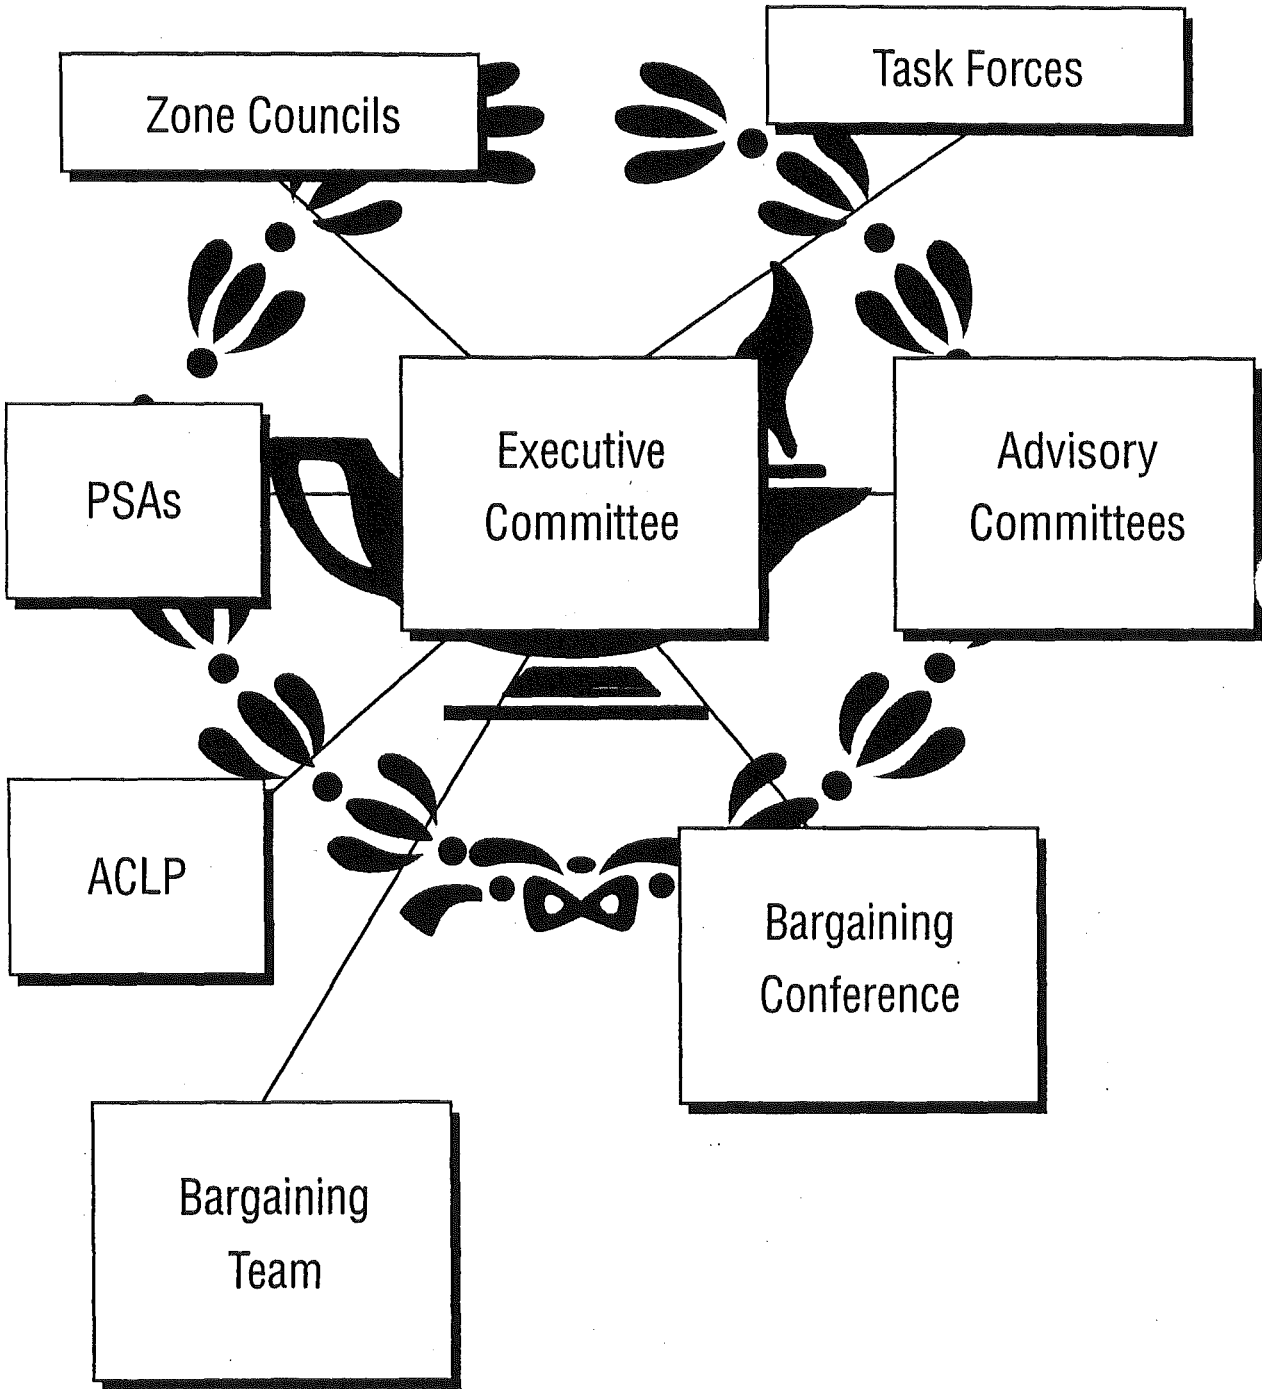 Task Forces
Zone Councils
Executive
Committee
Advisory
Committees
PSAs
ACLP
Bargaining
Conference
Bargaining
Team